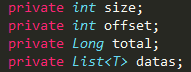 private int size;
private int offset;
private Long total;
private List<T> datas;